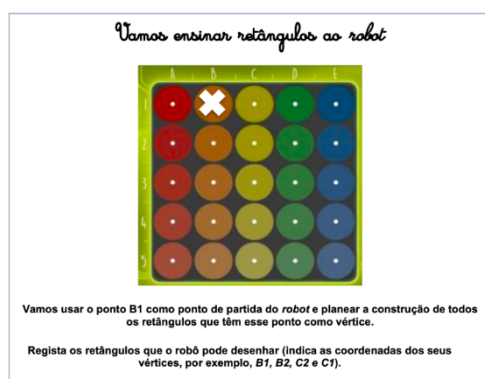 Vamos ensinar retângulos ao robot
A B C D E
1
2
3
4
5
Vamos usar o ponto B1 como ponto de partida do robot e planear a construção de todos
os retângulos que têm esse ponto como vértice.
Regista os retângulos que o robô pode desenhar (indica as coordenadas dos seus
vértices, por exemplo, B1, B2, C2 e C1).